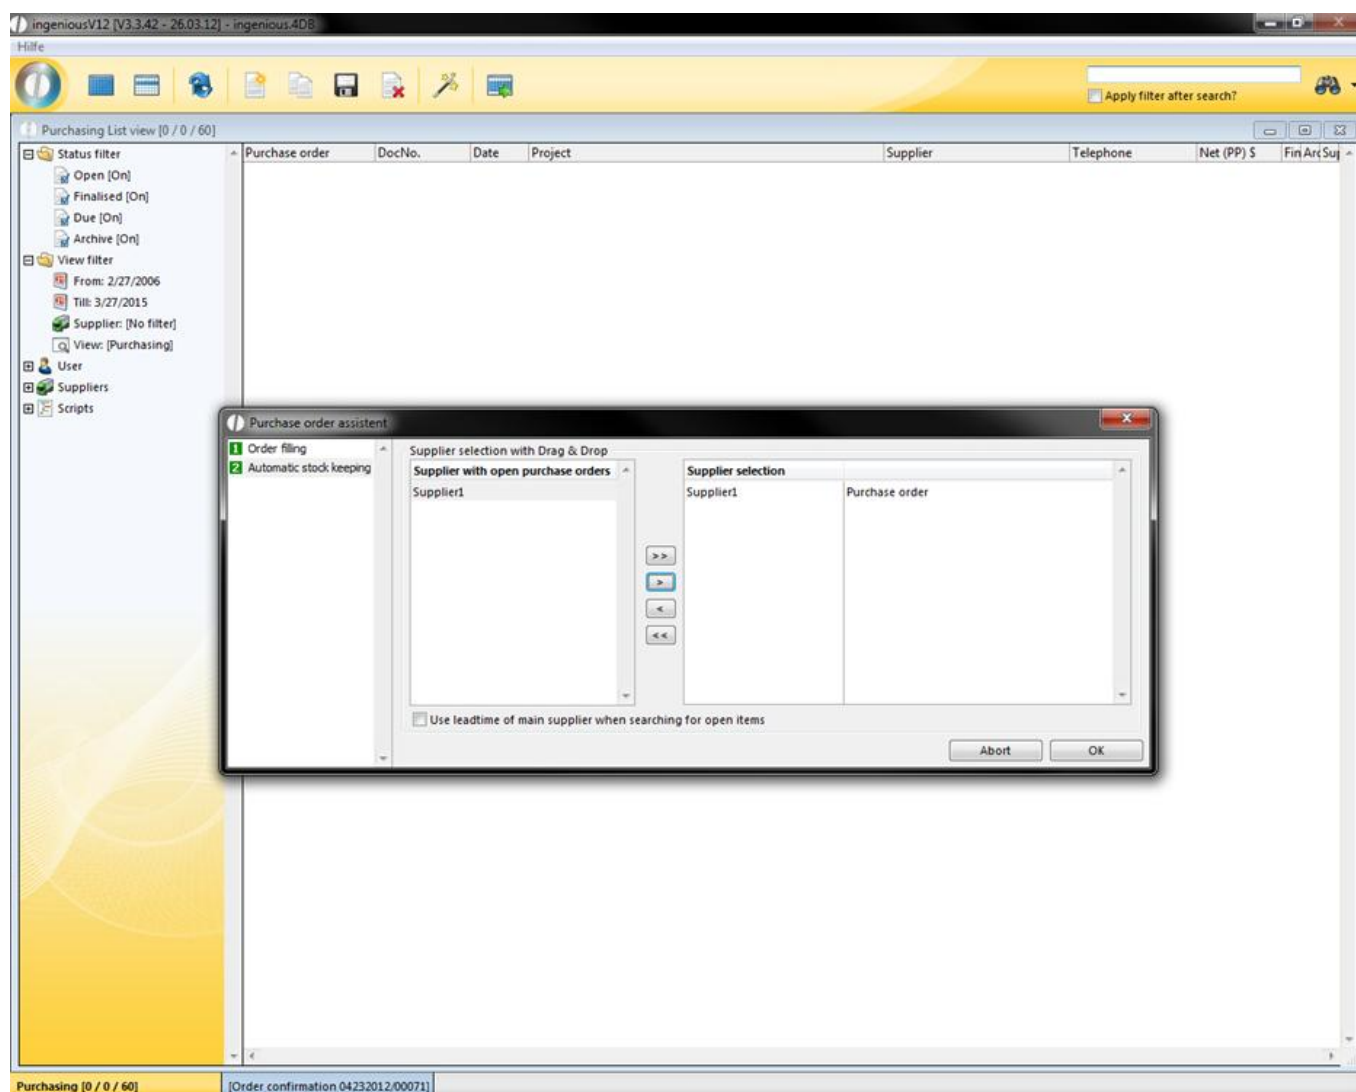 ingeniousV12 [V3.3.42 - 26.03.12] - ingenious.4DB
Hilfe
Apply filter after search?
Purchasing List view [0 / 0 / 60]
Status filter
Open [On]
Finalised [On]
Due [On]
Archive [On]
View filter
From: 2/27/2006
Till: 3/27/2015
Supplier: [No filter]
View: [Purchasing]
User
Suppliers
Scripts
Purchase order DocNo. Date Project Supplier Telephone Net (PP) $ Fin Arc Sup
Purchase order assistent
1 Order filling
2 Automatic stock keeping
Supplier selection with Drag & Drop
Supplier with open purchase orders
Supplier1
>>
>
<
<<
Supplier selection
Supplier1 Purchase order
Use leadtime of main supplier when searching for open items
Abort OK
Purchasing [0 / 0 / 60] [Order confirmation 04232012/00071]